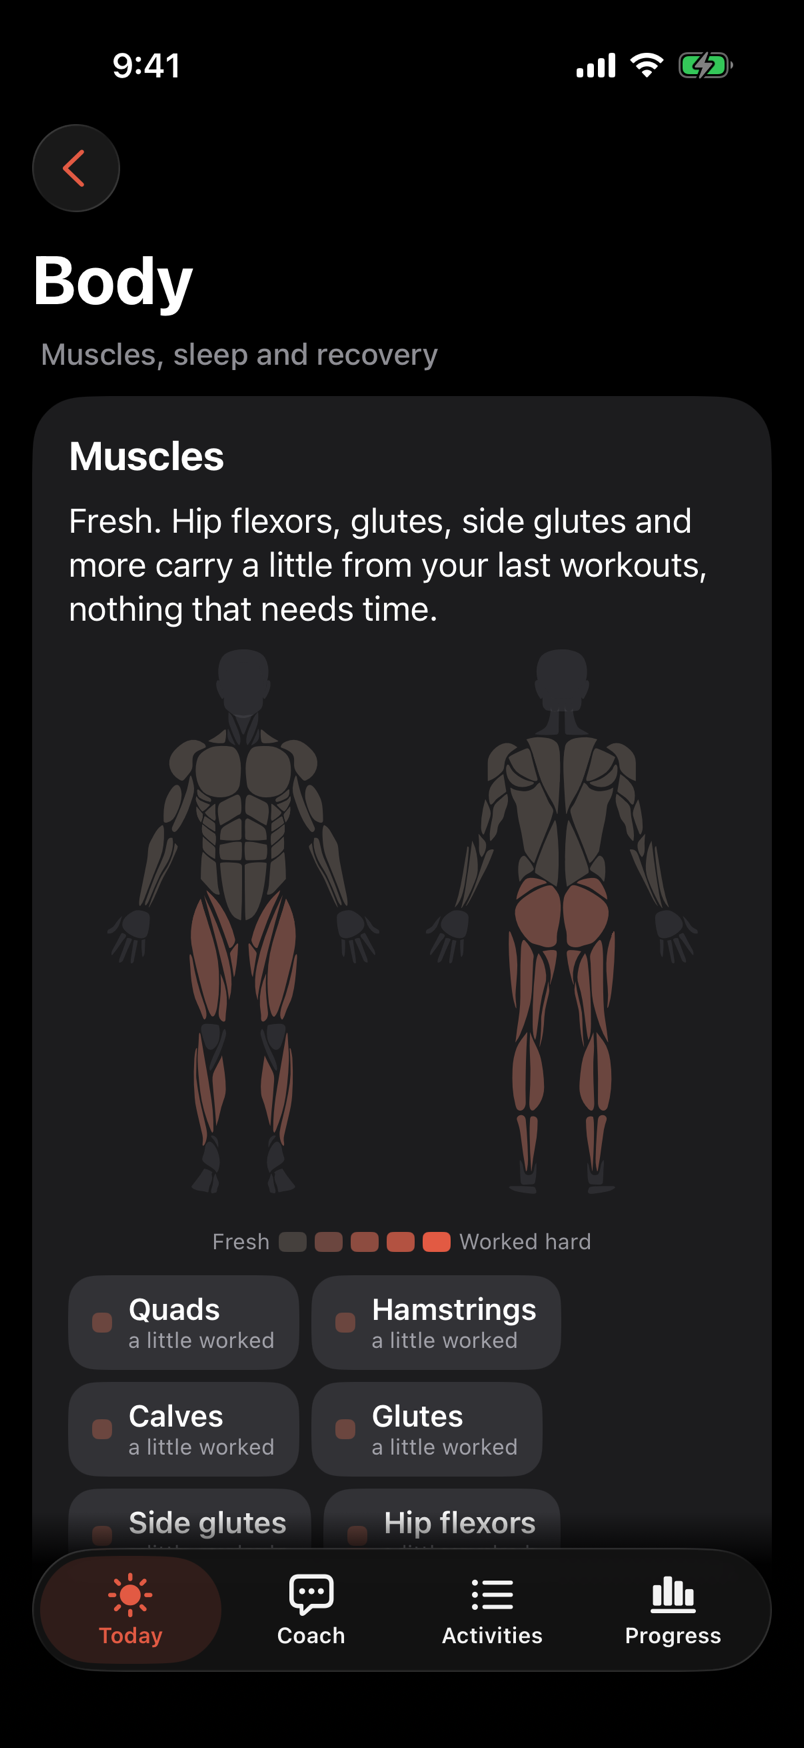 9:41
Body
Muscles, sleep and recovery
Muscles
Fresh. Hip flexors, glutes, side glutes and
more carry a little from your last workouts,
nothing that needs time.
Fresh
Worked hard
Quads
a little worked
Hamstrings
a little worked
Calves
a little worked
Glutes
a little worked
Side glutes
Hip flexors
Today
Coach
Activities
Progress